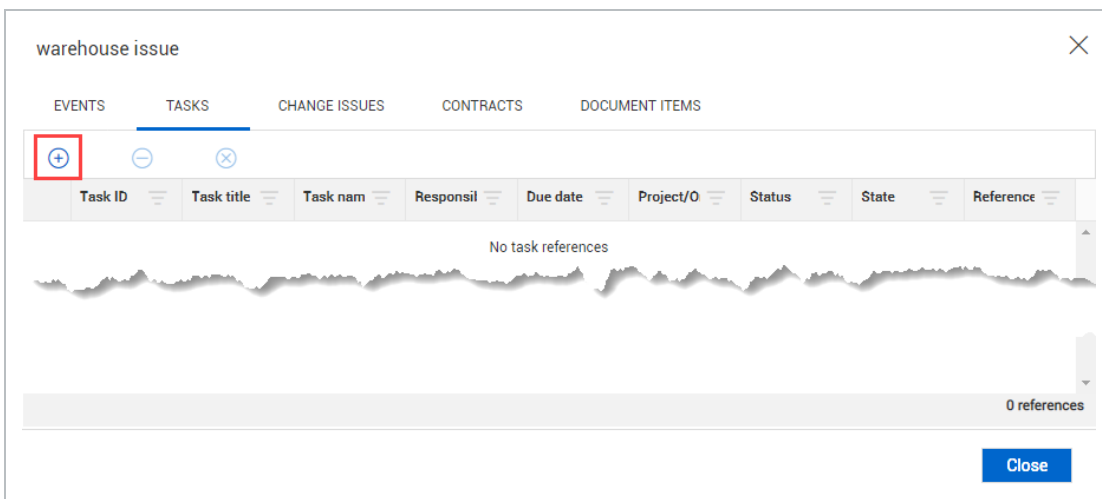 warehouse issue
EVENTS TASKS CHANGE ISSUES CONTRACTS DOCUMENT ITEMS
Task ID Task title Task nam Responsil Due date Project/O Status State Reference
No task references
0 references
Close